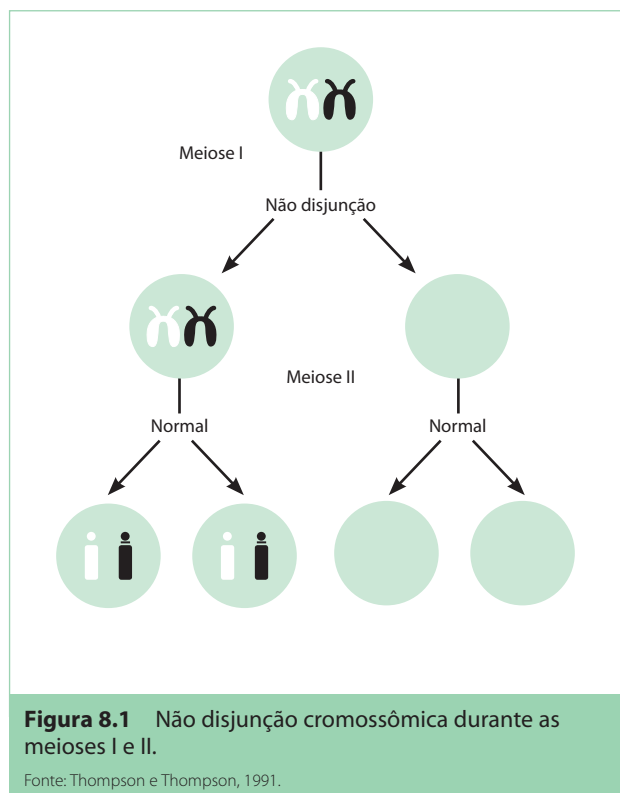 Meiose I
Não disjunção
Meiose II
Normal
Normal
Figura 8.1 Não disjunção cromossômica durante as
meioses I e II.
Fonte: Thompson e Thompson, 1991.